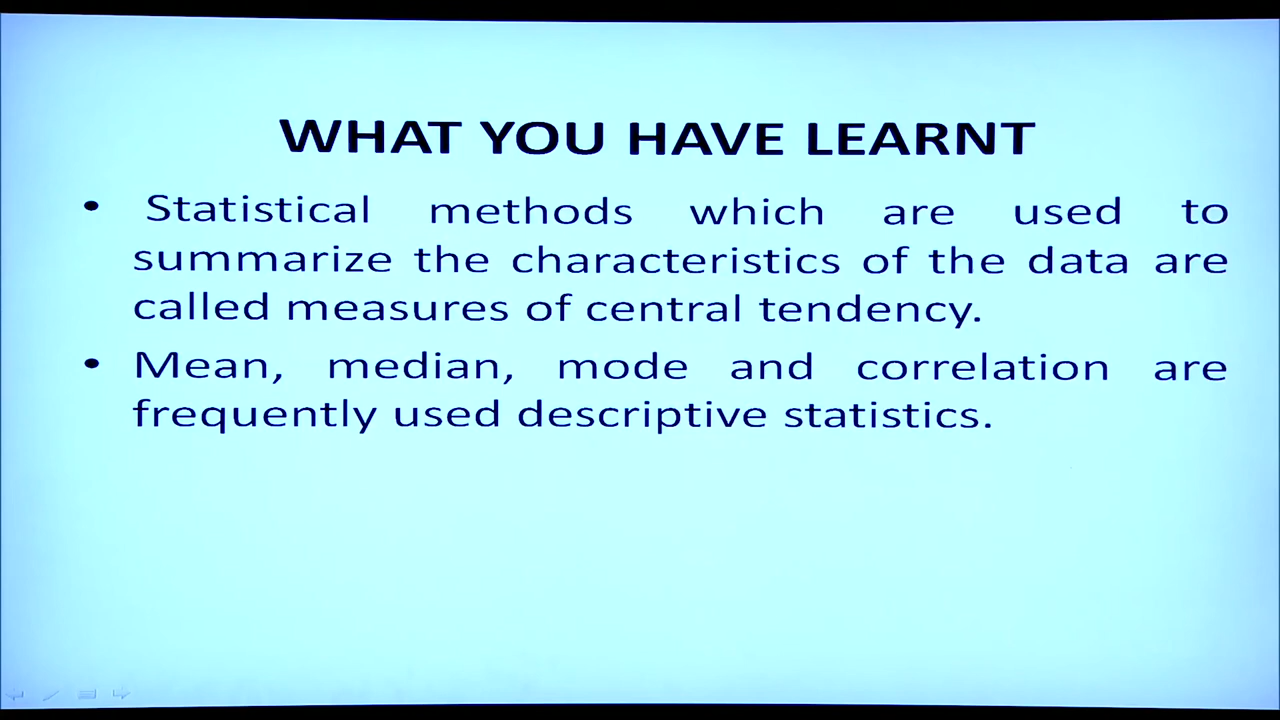 WHAT YOU HAVE LEARNT
• Statistical methods which are used to
summarize the characteristics of the data are
called measures of central tendency.
• Mean, median, mode and correlation are
frequently used descriptive statistics.